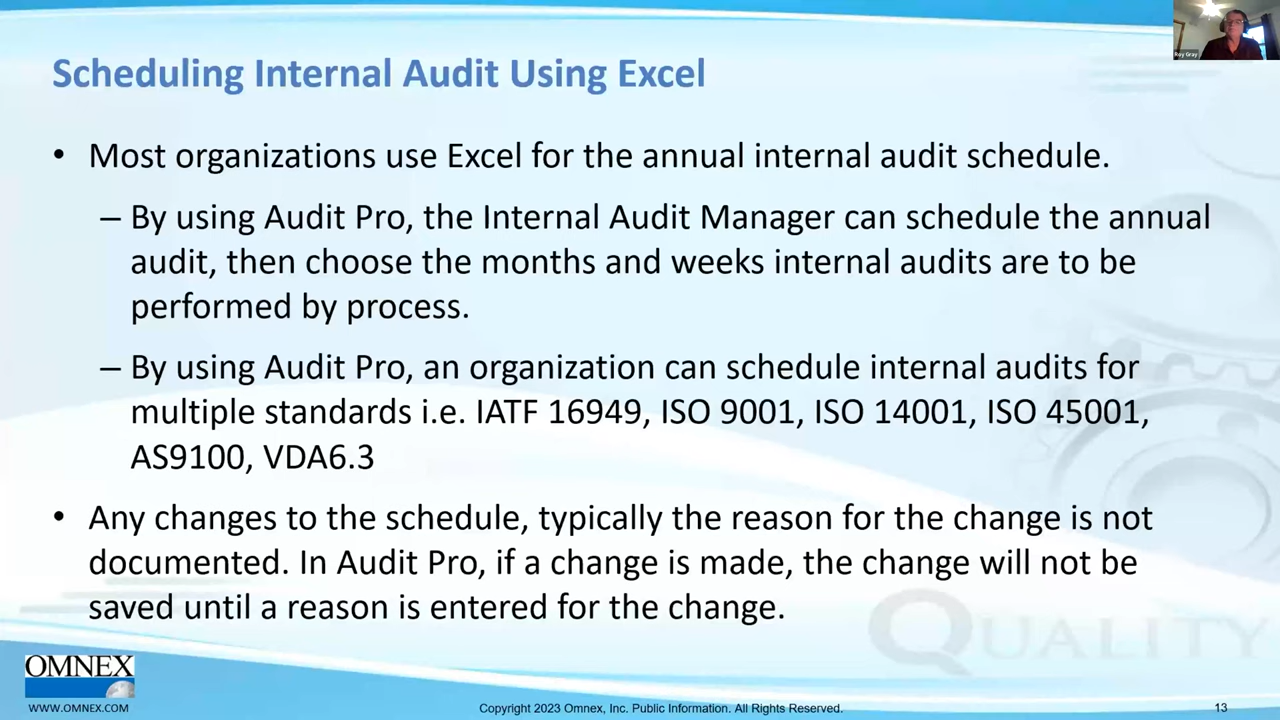 Roy Gray
Scheduling Internal Audit Using Excel
• Most organizations use Excel for the annual internal audit schedule.
– By using Audit Pro, the Internal Audit Manager can schedule the annual
audit, then choose the months and weeks internal audits are to be
performed by process.
– By using Audit Pro, an organization can schedule internal audits for
multiple standards i.e. IATF 16949, ISO 9001, ISO 14001, ISO 45001,
AS9100, VDA6.3
• Any changes to the schedule, typically the reason for the change is not
documented. In Audit Pro, if a change is made, the change will not be
saved until a reason is entered for the change.
QUALITY
OMNEX
WWW.OMNEX.COM
Copyright 2023 Omnex, Inc. Public Information. All Rights Reserved.
13